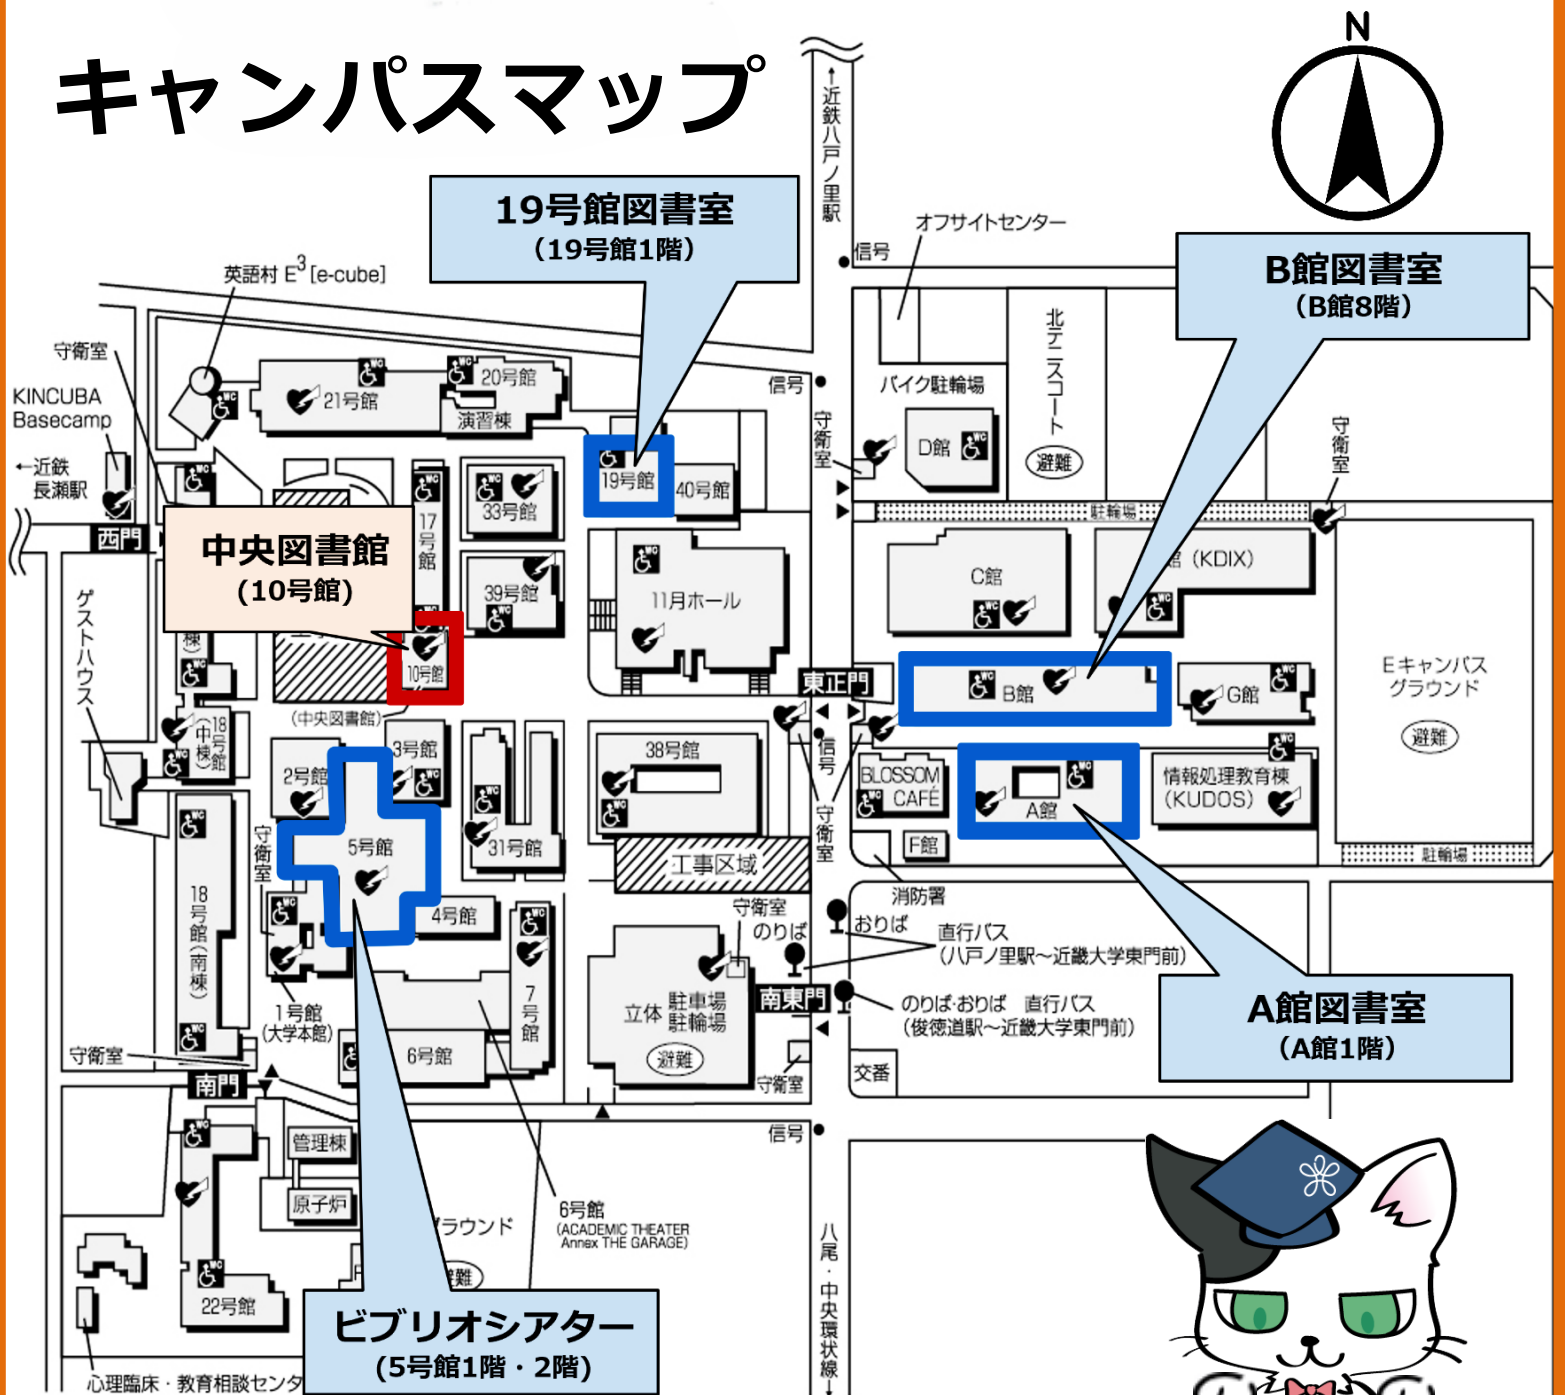 キャンパスマップ
N
↑近鉄八戸ノ里駅
19号館図書室
（19号館1階）
オフサイトセンター
信号
B館図書室
（B館8階）
英語村 E³ [e-cube]
守衛室
KINCUBA
Basecamp
←近鉄
長瀬駅
西門
21号館
20号館
演習棟
信号
守衛室
バイク駐輪場
北テニスコート
避難
守衛室
D館
19号館
40号館
17号館
33号館
39号館
駐輪場
中央図書館
(10号館)
10号館
(中央図書館)
11月ホール
C館
館（KDIX）
東正門
B館
G館
Eキャンパス
グラウンド
避難
ゲストハウス
棟)
18号館
(中棟)
2号館
3号館
5号館
守衛室
31号館
38号館
信号
守衛室
BLOSSOM
CAFÉ
A館
情報処理教育棟
（KUDOS）
F館
駐輪場
工事区域
消防署
18号館(南棟)
4号館
守衛室
のりば
おりば
直行バス
（八戸ノ里駅～近畿大学東門前）
南東門
のりば・おりば 直行バス
（俊徳道駅～近畿大学東門前）
A館図書室
（A館1階）
1号館
(大学本館)
7号館
6号館
立体 駐車場
駐輪場
避難
守衛室
交番
守衛室
南門
信号
管理棟
原子炉
6号館
(ACADEMIC THEATER
Annex THE GARAGE)
ラウンド
難
22号館
八尾・中央環状線↓
ビブリオシアター
(5号館1階・2階)
心理臨床・教育相談センタ
WC